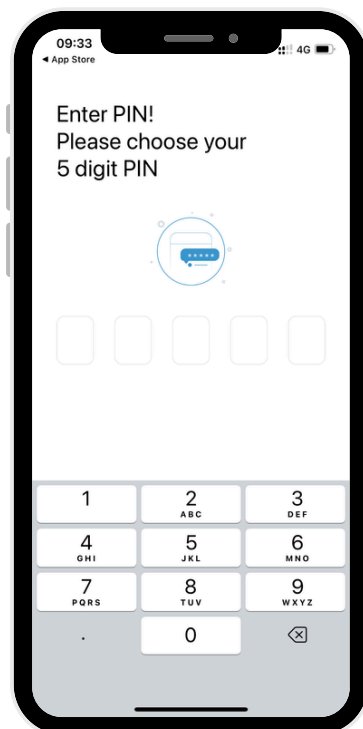 09:33
4G
◀ App Store
Enter PIN!
Please choose your
5 digit PIN
1
2
ABC
3
DEF
4
GHI
5
JKL
6
MNO
7
PQRS
8
TUV
9
WXYZ
.
0